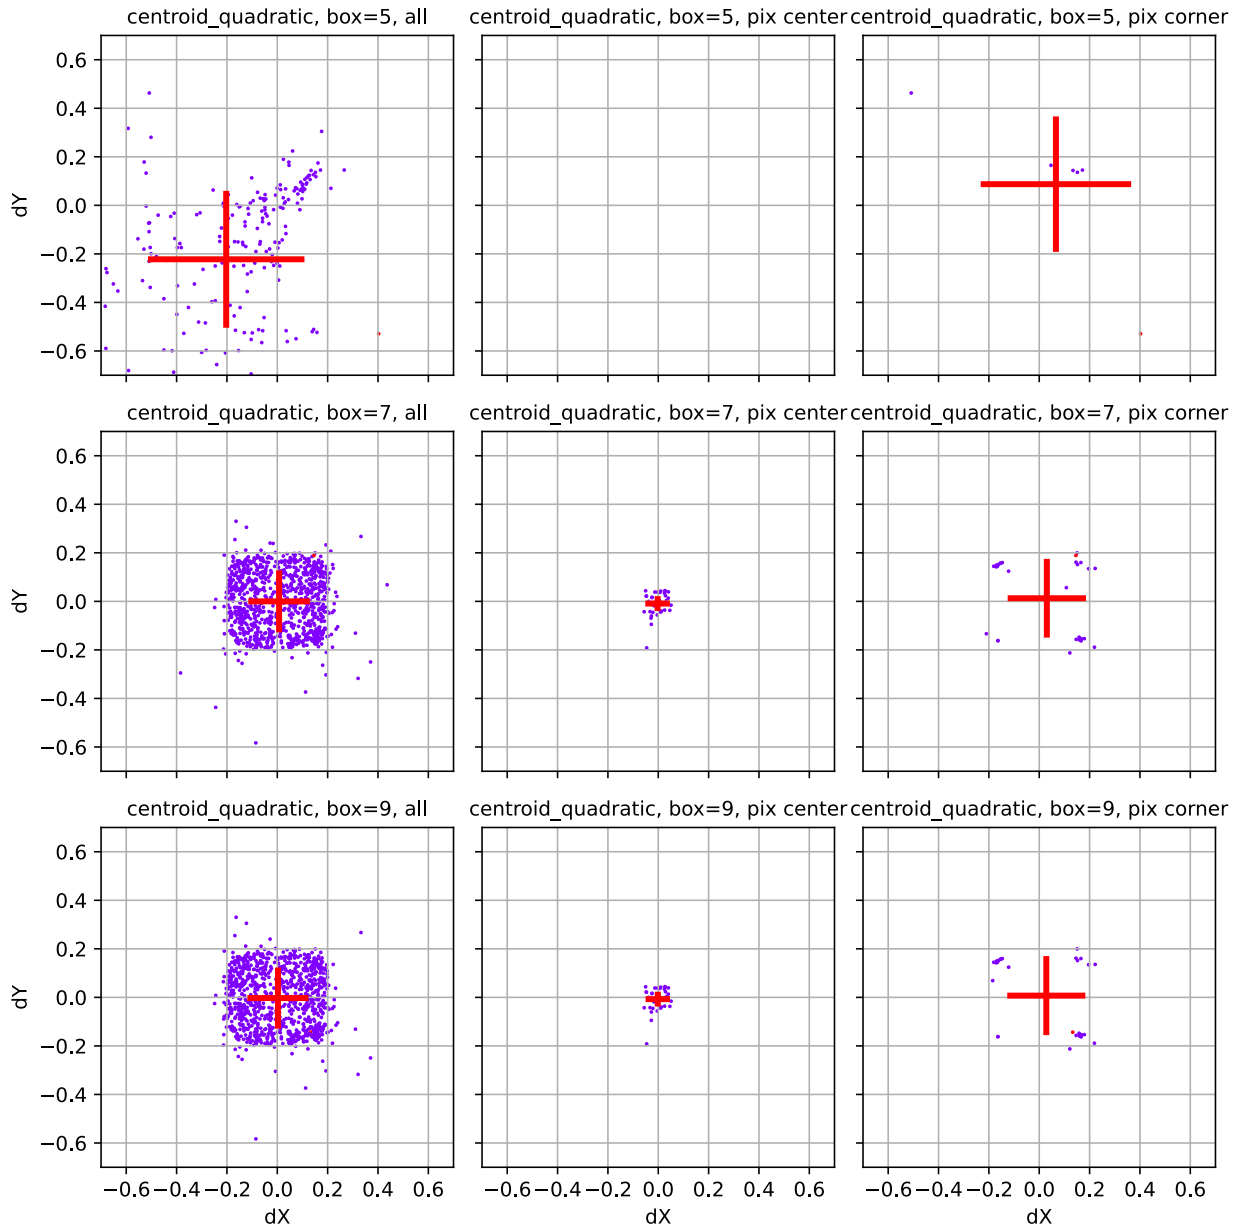 centroid_quadratic, box=5, all
centroid_quadratic, box=5, pix center
centroid_quadratic, box=5, pix corner
0.6
0.4
0.2
0.0
−0.2
−0.4
−0.6
dY
centroid_quadratic, box=7, all
centroid_quadratic, box=7, pix center
centroid_quadratic, box=7, pix corner
0.6
0.4
0.2
0.0
−0.2
−0.4
−0.6
dY
centroid_quadratic, box=9, all
centroid_quadratic, box=9, pix center
centroid_quadratic, box=9, pix corner
0.6
0.4
0.2
0.0
−0.2
−0.4
−0.6
dY
−0.6 −0.4 −0.2 0.0 0.2 0.4 0.6
−0.6 −0.4 −0.2 0.0 0.2 0.4 0.6
−0.6 −0.4 −0.2 0.0 0.2 0.4 0.6
dX
dX
dX